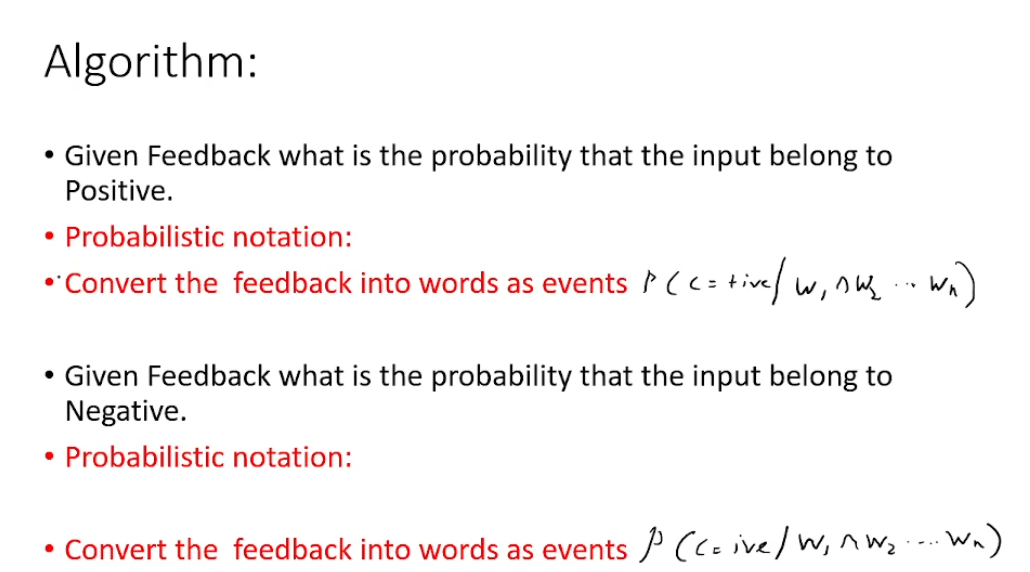 Algorithm:
• Given Feedback what is the probability that the input belong to
Positive.
• Probabilistic notation:
• Convert the feedback into words as events P ( C = +ive / W₁ ∩ W₂ ... Wₙ )
• Given Feedback what is the probability that the input belong to
Negative.
• Probabilistic notation:
• Convert the feedback into words as events P ( C = ive / W₁ ∩ W₂ .... Wₙ )